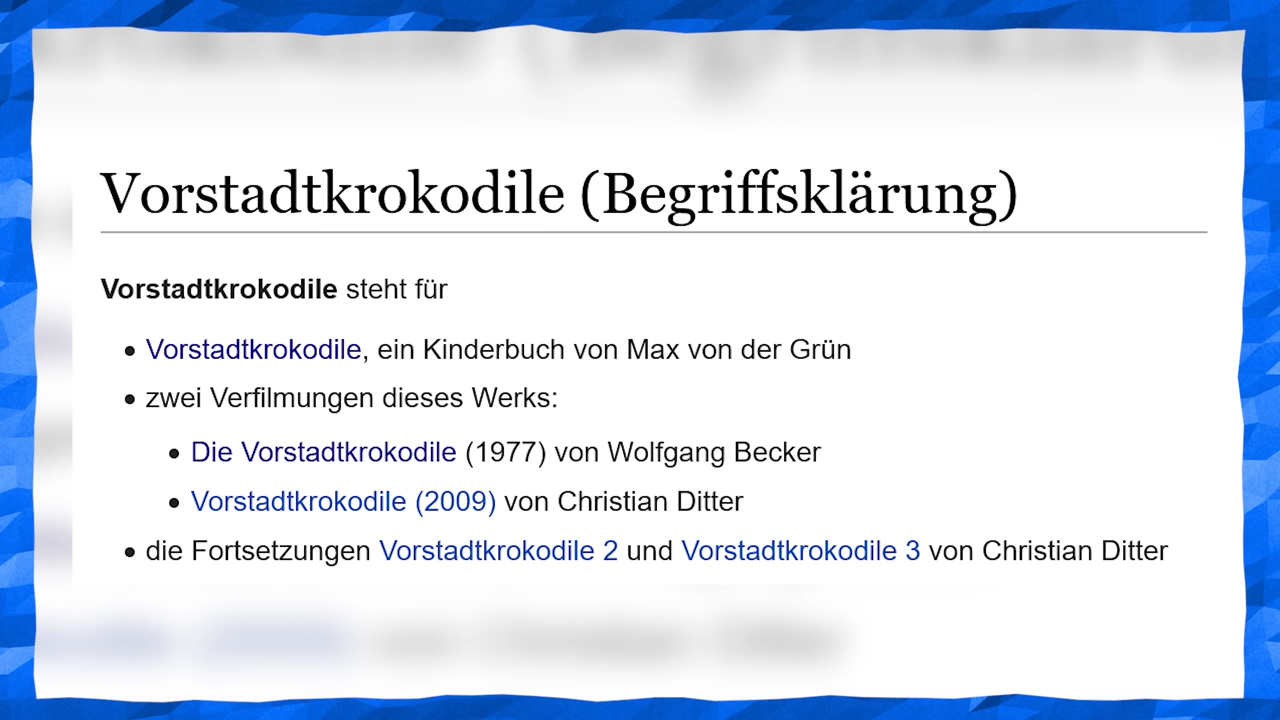 Vorstadtkrokodile (Begriffsklärung)
Vorstadtkrokodile steht für
Vorstadtkrokodile, ein Kinderbuch von Max von der Grün
zwei Verfilmungen dieses Werks:
Die Vorstadtkrokodile (1977) von Wolfgang Becker
Vorstadtkrokodile (2009) von Christian Ditter
die Fortsetzungen Vorstadtkrokodile 2 und Vorstadtkrokodile 3 von Christian Ditter